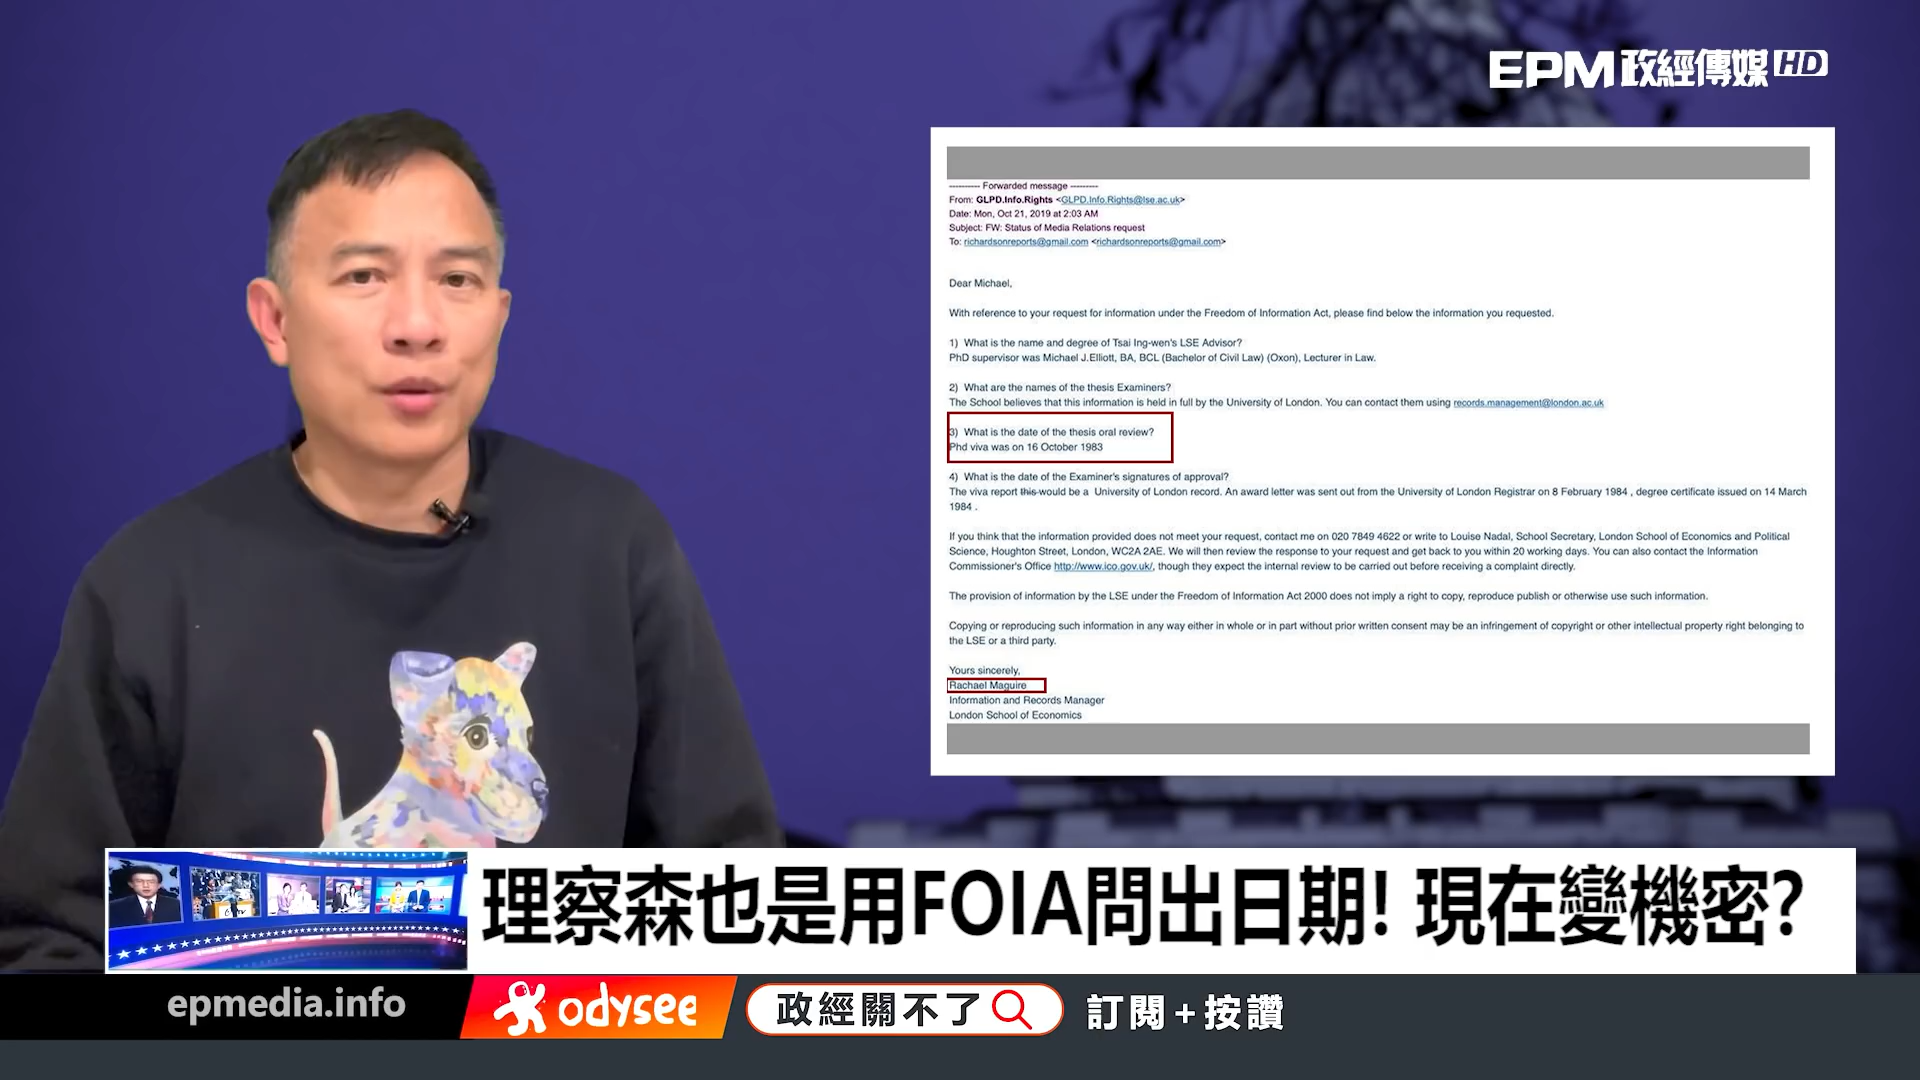 EPM 政經傳媒 HD
---------- Forwarded message ---------
From: GLPD.Info.Rights <GLPD.Info.Rights@lse.ac.uk>
Date: Mon, Oct 21, 2019 at 2:03 AM
Subject: FW: Status of Media Relations request
To: richardsonreports@gmail.com <richardsonreports@gmail.com>
Dear Michael,
With reference to your request for information under the Freedom of Information Act, please find below the information you requested.
1) What is the name and degree of Tsai Ing-wen's LSE Advisor?
PhD supervisor was Michael J.Elliott, BA, BCL (Bachelor of Civil Law) (Oxon), Lecturer in Law.
2) What are the names of the thesis Examiners?
The School believes that this information is held in full by the University of London. You can contact them using records.management@london.ac.uk
3) What is the date of the thesis oral review?
Phd viva was on 16 October 1983
4) What is the date of the Examiner's signatures of approval?
The viva report this would be a University of London record. An award letter was sent out from the University of London Registrar on 8 February 1984 , degree certificate issued on 14 March
1984 .
If you think that the information provided does not meet your request, contact me on 020 7849 4622 or write to Louise Nadal, School Secretary, London School of Economics and Political
Science, Houghton Street, London, WC2A 2AE. We will then review the response to your request and get back to you within 20 working days. You can also contact the Information
Commissioner's Office http://www.ico.gov.uk/, though they expect the internal review to be carried out before receiving a complaint directly.
The provision of information by the LSE under the Freedom of Information Act 2000 does not imply a right to copy, reproduce publish or otherwise use such information.
Copying or reproducing such information in any way either in whole or in part without prior written consent may be an infringement of copyright or other intellectual property right belonging to
the LSE or a third party.
Yours sincerely,
Rachael Maguire
Information and Records Manager
London School of Economics
理察森也是用FOIA問出日期! 現在變機密?
epmedia.info odysee 政經關不了 訂閱+按讚